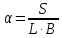 α = S / (L · B)